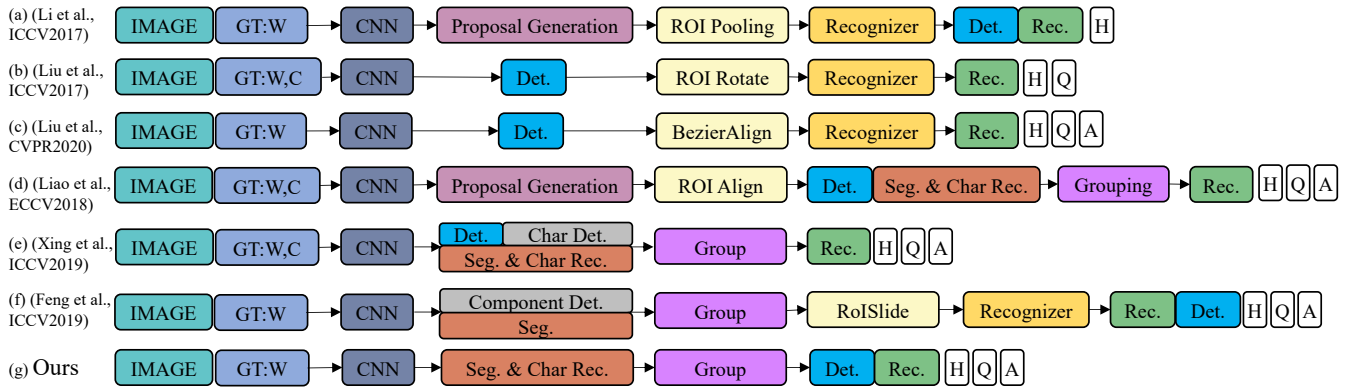 (a) (Li et al., ICCV2017) IMAGE GT:W CNN Proposal Generation ROI Pooling Recognizer Det. Rec. H
(b) (Liu et al., ICCV2017) IMAGE GT:W,C CNN Det. ROI Rotate Recognizer Rec. H Q
(c) (Liu et al., CVPR2020) IMAGE GT:W CNN Det. BezierAlign Recognizer Rec. H Q A
(d) (Liao et al., ECCV2018) IMAGE GT:W,C CNN Proposal Generation ROI Align Det. Seg. & Char Rec. Grouping Rec. H Q A
(e) (Xing et al., ICCV2019) IMAGE GT:W,C CNN Det. Char Det. Seg. & Char Rec. Group Rec. H Q A
(f) (Feng et al., ICCV2019) IMAGE GT:W CNN Component Det. Seg. Group RoISlide Recognizer Rec. Det. H Q A
(g) Ours IMAGE GT:W CNN Seg. & Char Rec. Group Det. Rec. H Q A